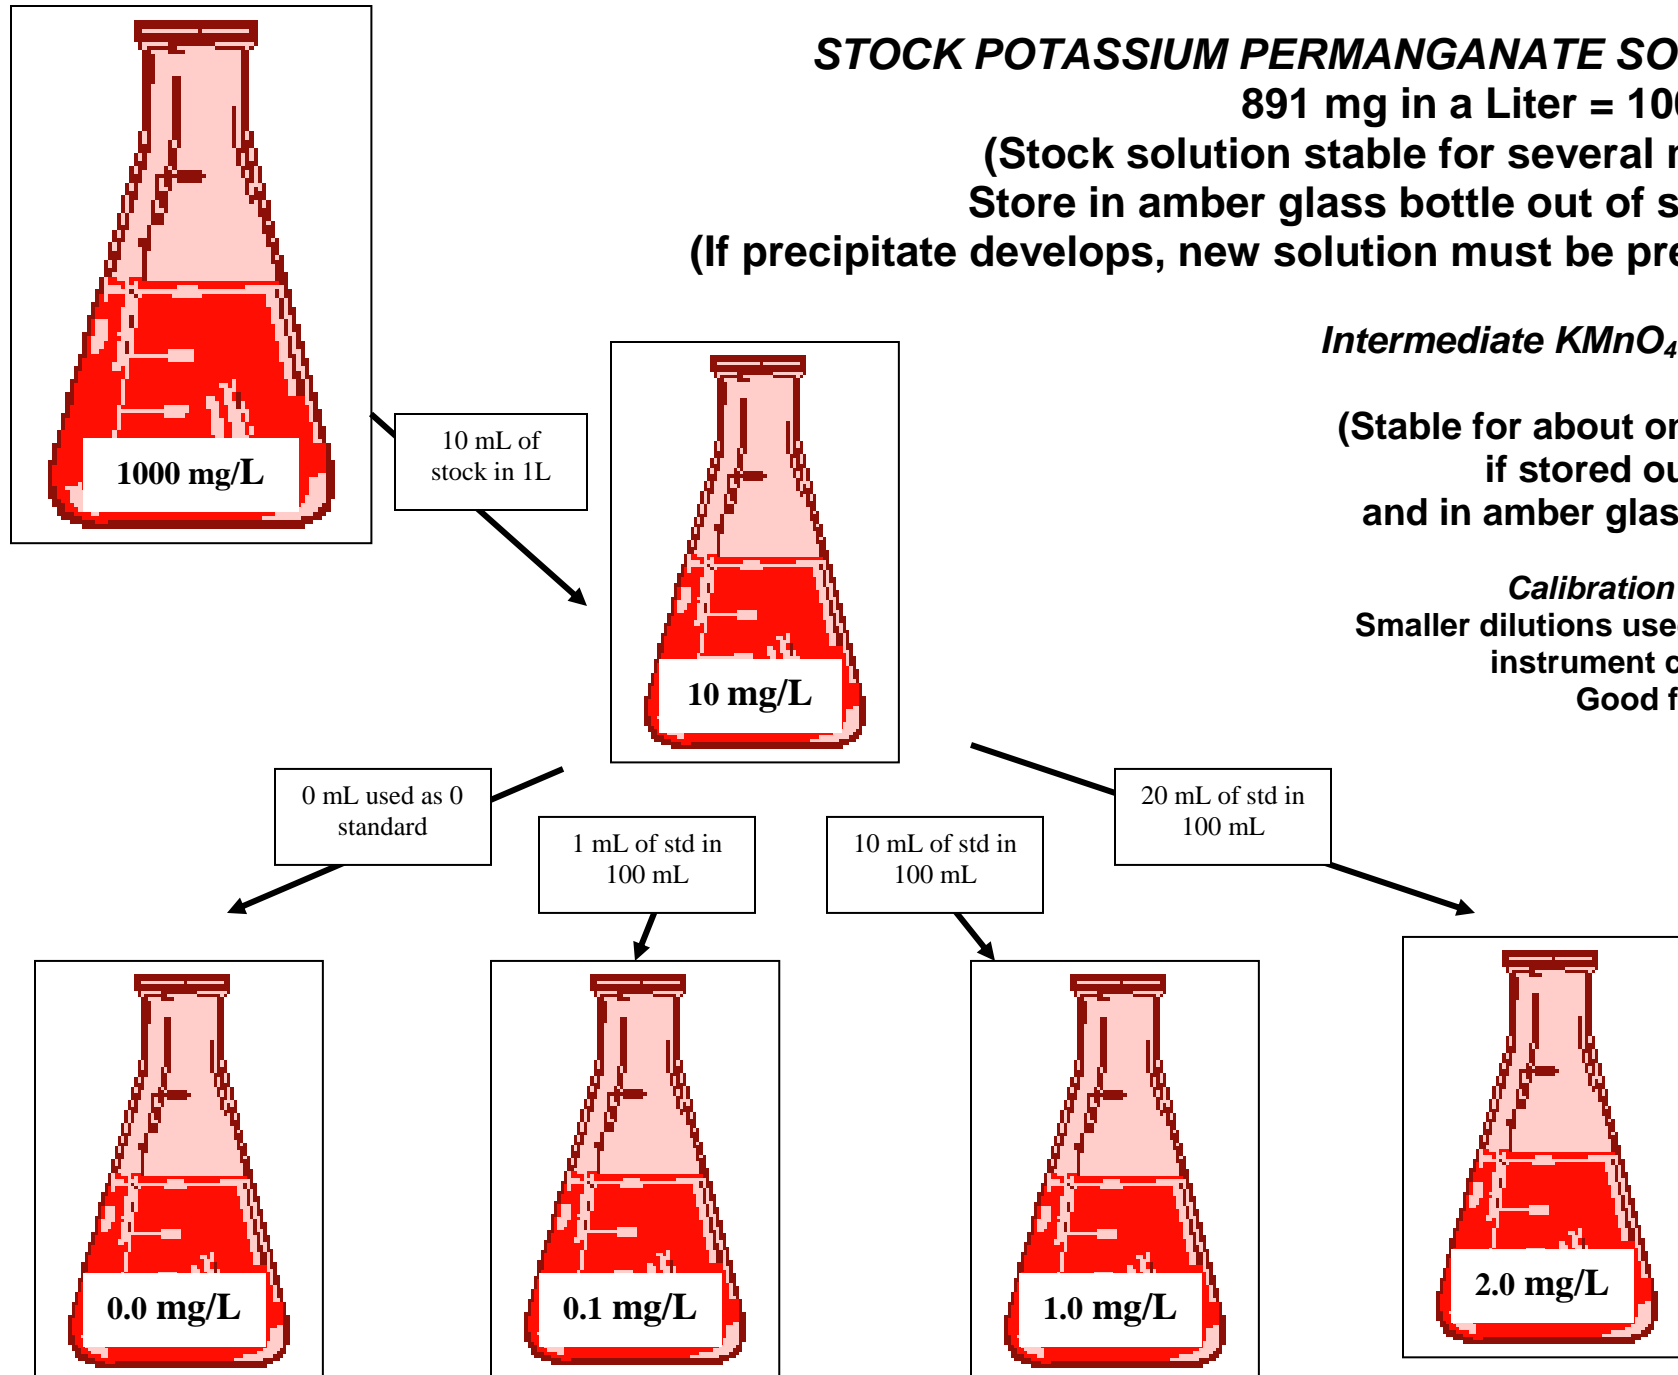 STOCK POTASSIUM PERMANGANATE SO
891 mg in a Liter = 100
(Stock solution stable for several
Store in amber glass bottle out of s
(If precipitate develops, new solution must be pre
1000 mg/L
10 mL of
stock in 1L
Intermediate KMnO₄
(Stable for about
if stored
and in amber glas
10 mg/L
Calibration
Smaller dilutions use
instrument c
Good f
0 mL used as 0
standard
1 mL of std in
100 mL
10 mL of std in
100 mL
20 mL of std in
100 mL
0.0 mg/L
0.1 mg/L
1.0 mg/L
2.0 mg/L